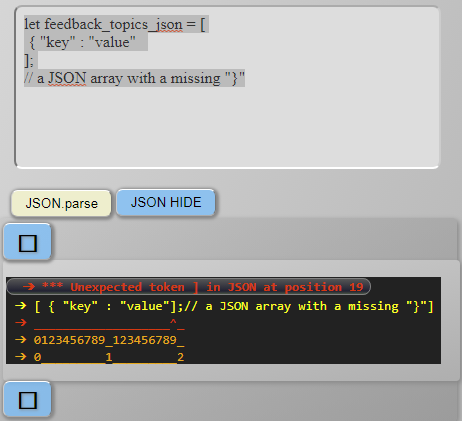 let feedback_topics_json = [
{ "key" : "value"
];
// a JSON array with a missing "}"
JSON.parse
JSON HIDE
➔ *** Unexpected token ] in JSON at position 19
➔ [ { "key" : "value"];// a JSON array with a missing "}"]
➔ ___________________^_
➔ 0123456789_123456789_
➔ 0         1         2